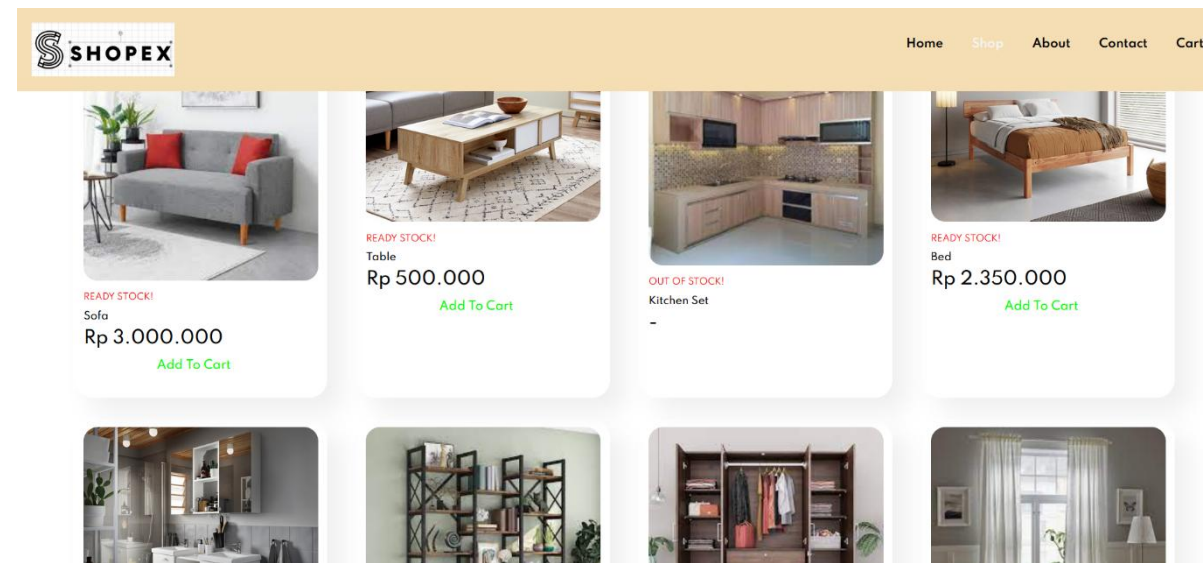 SHOPEX
Home Shop About Contact Cart
READY STOCK!
Sofa
Rp 3.000.000
Add To Cart
READY STOCK!
Table
Rp 500.000
Add To Cart
OUT OF STOCK!
Kitchen Set
-
READY STOCK!
Bed
Rp 2.350.000
Add To Cart